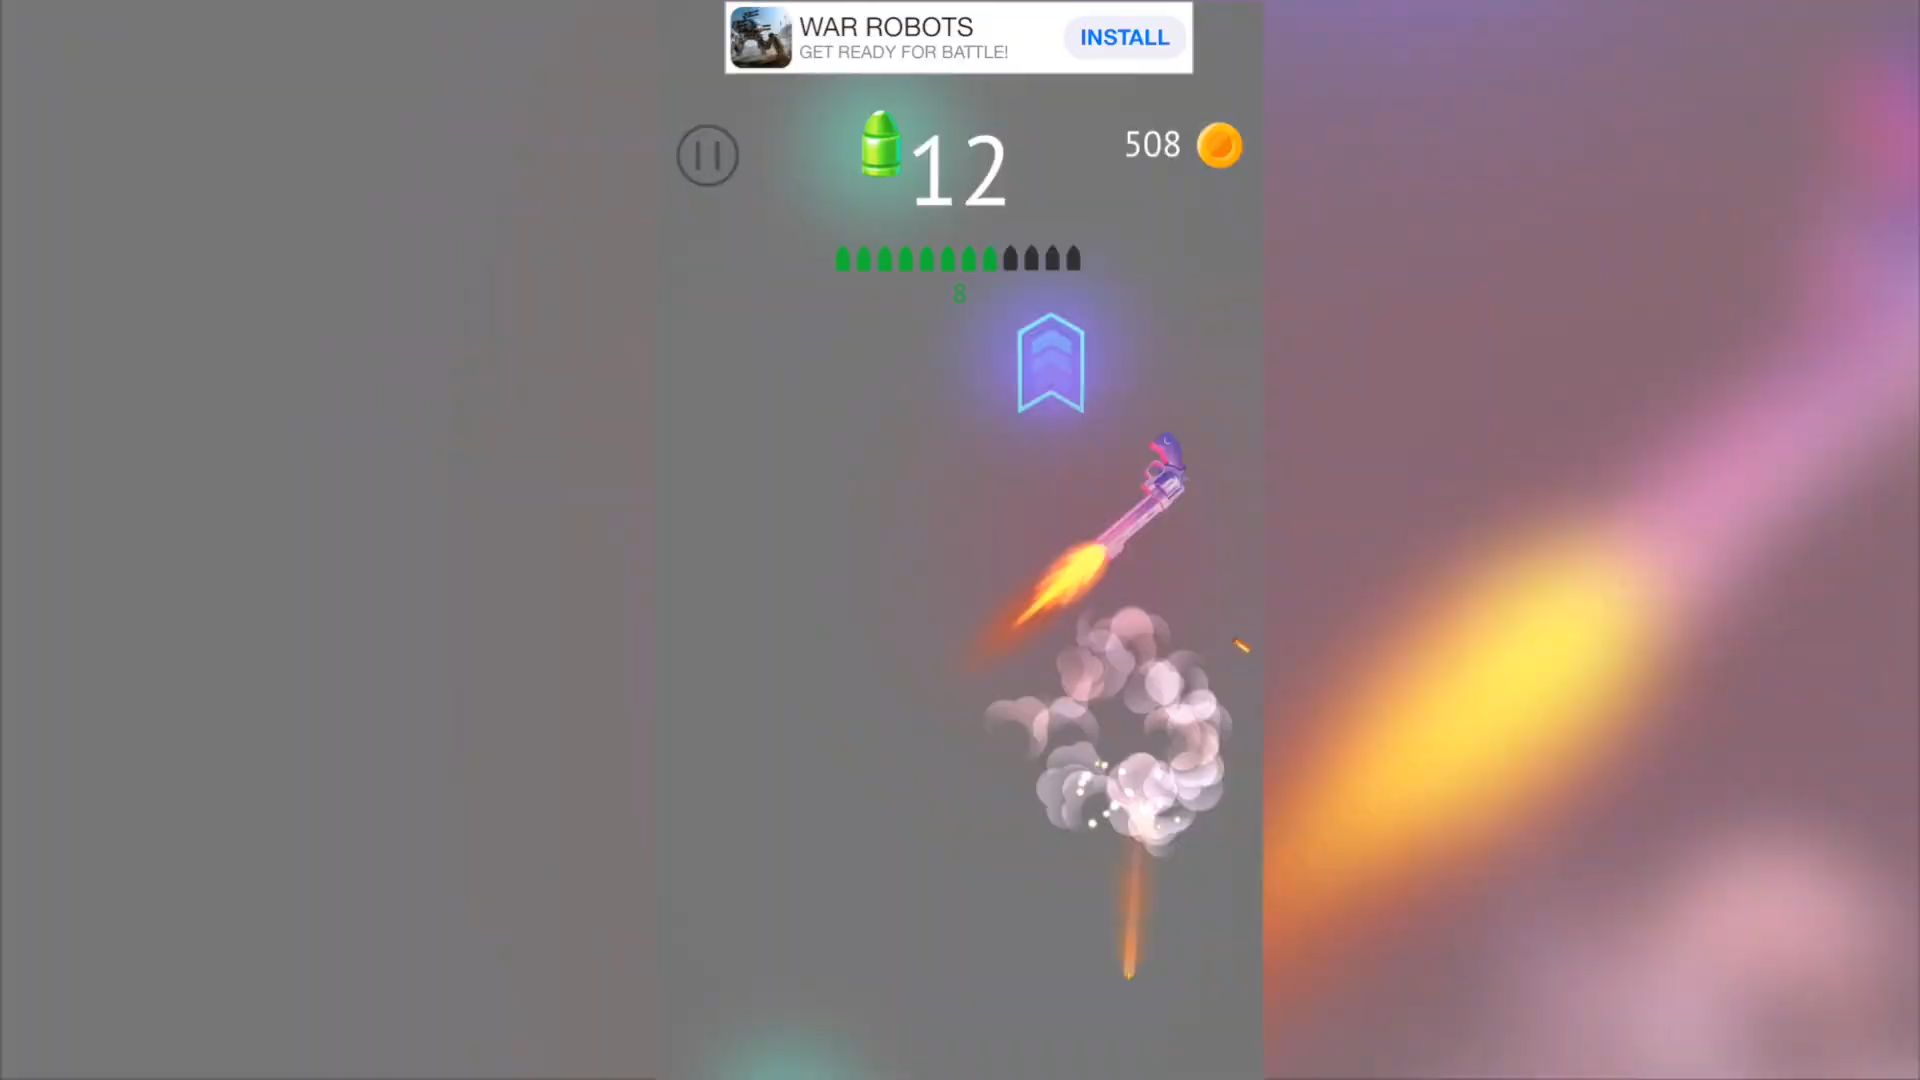 WAR ROBOTS
GET READY FOR BATTLE!
INSTALL
12
508
8